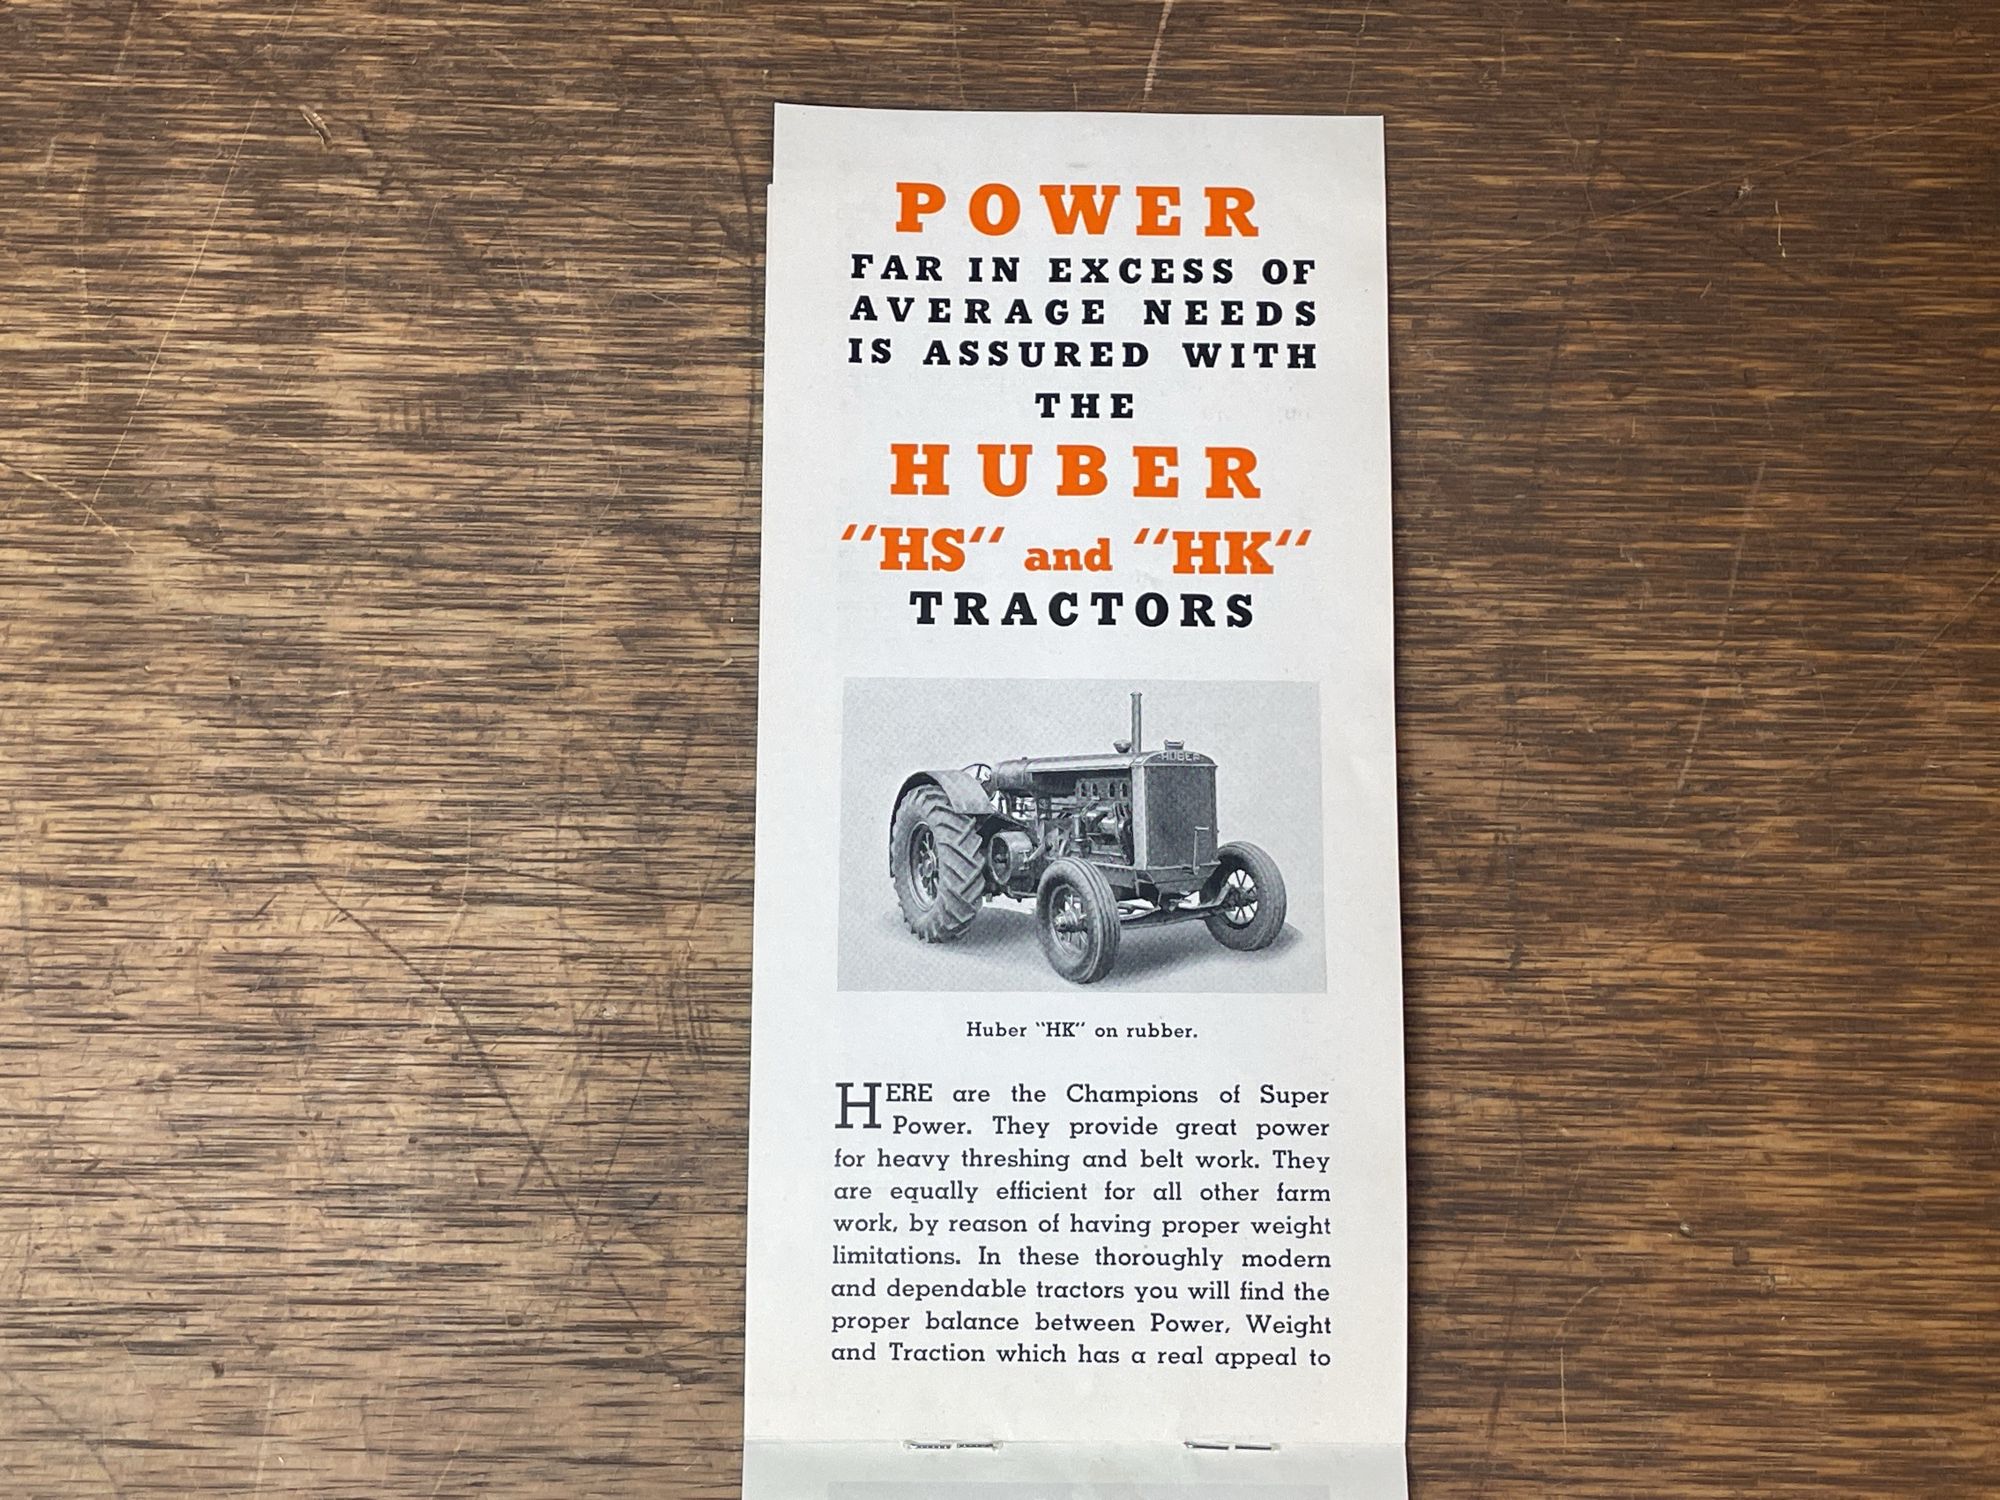 POWER
FAR IN EXCESS OF
AVERAGE NEEDS
IS ASSURED WITH
THE
HUBER
"HS" and "HK"
TRACTORS
HUBER
Huber "HK" on rubber.
HERE are the Champions of Super
Power. They provide great power
for heavy threshing and belt work. They
are equally efficient for all other farm
work, by reason of having proper weight
limitations. In these thoroughly modern
and dependable tractors you will find the
proper balance between Power, Weight
and Traction which has a real appeal to